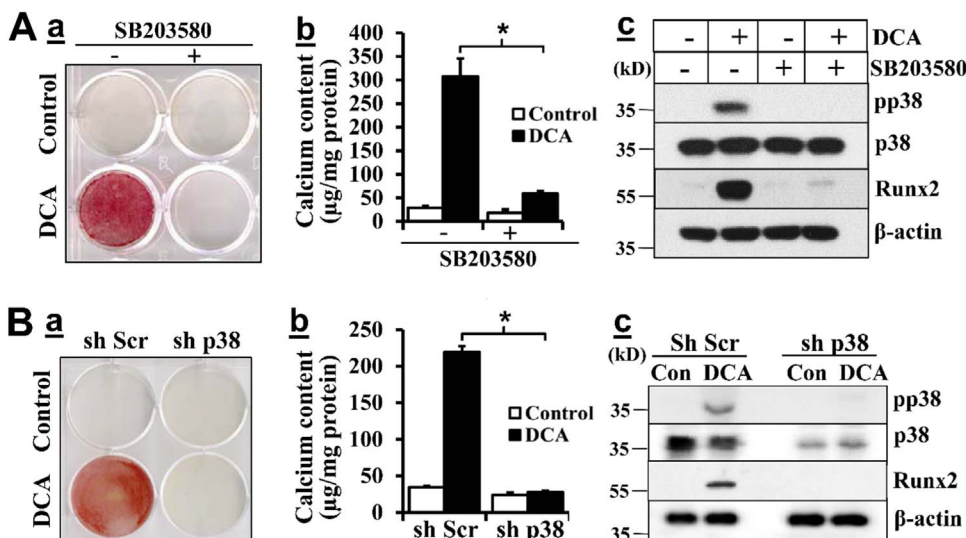 A
a
SB203580
- +
Control
DCA
b
Calcium content
(μg/mg protein)
400
350
300
250
200
150
100
50
0
*
Control
DCA
- +
SB203580
c
- + - + DCA
(kD) - - + + SB203580
35 pp38
35 p38
55 Runx2
35 β-actin
B
a
sh Scr sh p38
Control
DCA
b
Calcium content
(μg/mg protein)
250
200
150
100
50
0
*
Control
DCA
sh Scr sh p38
c
Sh Scr sh p38
(kD) Con DCA Con DCA
35 pp38
35 p38
55 Runx2
35 β-actin